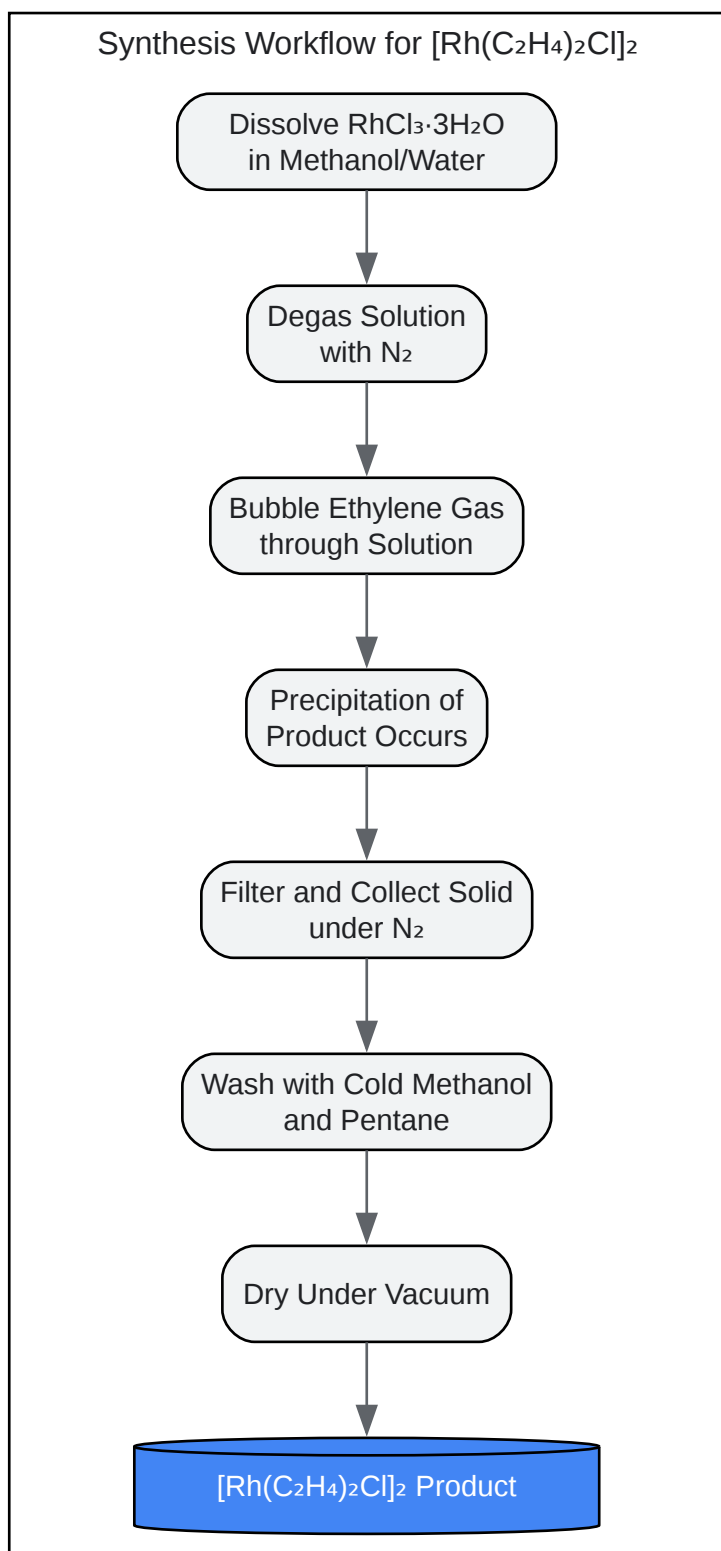 Synthesis Workflow for [Rh(C₂H₄)₂Cl]₂
Dissolve RhCl₃·3H₂O
in Methanol/Water
Degas Solution
with N₂
Bubble Ethylene Gas
through Solution
Precipitation of
Product Occurs
Filter and Collect Solid
under N₂
Wash with Cold Methanol
and Pentane
Dry Under Vacuum
[Rh(C₂H₄)₂Cl]₂ Product